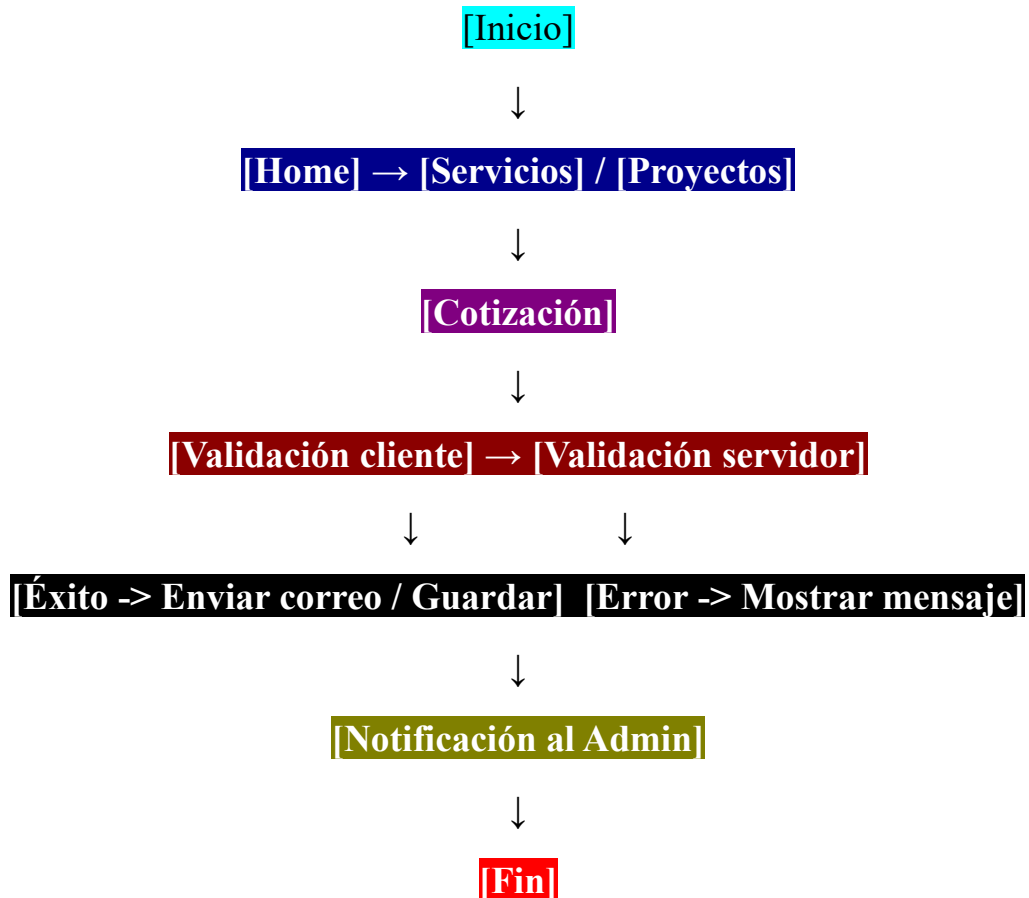 [Inicio]
↓
[Home] → [Servicios] / [Proyectos]
↓
[Cotización]
↓
[Validación cliente] → [Validación servidor]
↓ ↓
[Éxito -> Enviar correo / Guardar] [Error -> Mostrar mensaje]
↓
[Notificación al Admin]
↓
[Fin]